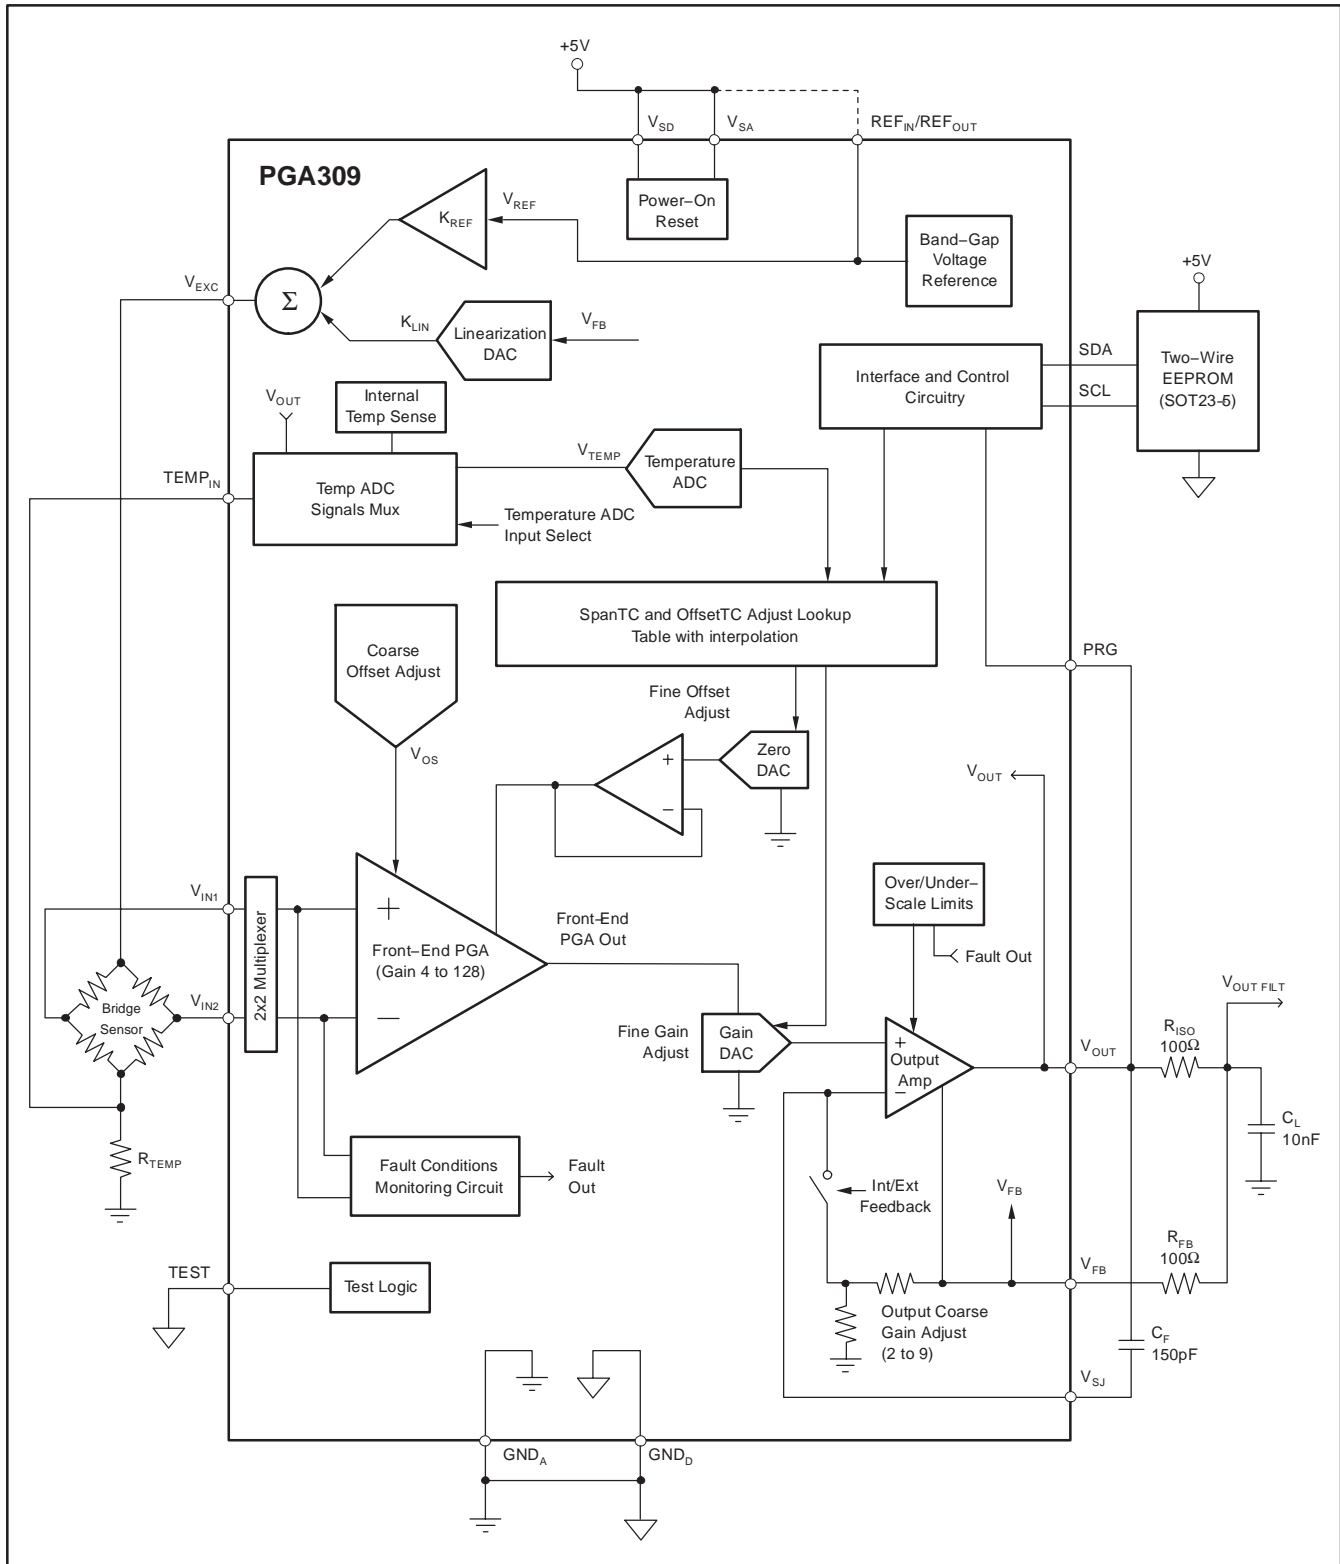 +5V
V_SD
V_SA
REF_IN/REF_OUT
PGA309
K_REF
V_REF
Power–On
Reset
Band–Gap
Voltage
Reference
V_EXC
Σ
K_LIN
Linearization
DAC
V_FB
+5V
SDA
SCL
Two–Wire
EEPROM
(SOT23-5)
Interface and Control
Circuitry
V_OUT
Internal
Temp Sense
TEMP_IN
Temp ADC
Signals Mux
V_TEMP
Temperature
ADC
Temperature ADC
Input Select
SpanTC and OffsetTC Adjust Lookup
Table with interpolation
PRG
Coarse
Offset Adjust
V_OS
Fine Offset
Adjust
+
–
Zero
DAC
V_OUT
V_IN1
V_IN2
2x2 Multiplexer
+
Front–End PGA
(Gain 4 to 128)
–
Front–End
PGA Out
Over/Under–
Scale Limits
Fault Out
Bridge
Sensor
Fine Gain
Adjust
Gain
DAC
+
Output
Amp
–
V_OUT
V_OUT FILT
R_ISO
100Ω
C_L
10nF
R_TEMP
Fault Conditions
Monitoring Circuit
Fault
Out
Int/Ext
Feedback
V_FB
V_FB
R_FB
100Ω
TEST
Test Logic
Output Coarse
Gain Adjust
(2 to 9)
C_F
150pF
V_SJ
GND_A
GND_D